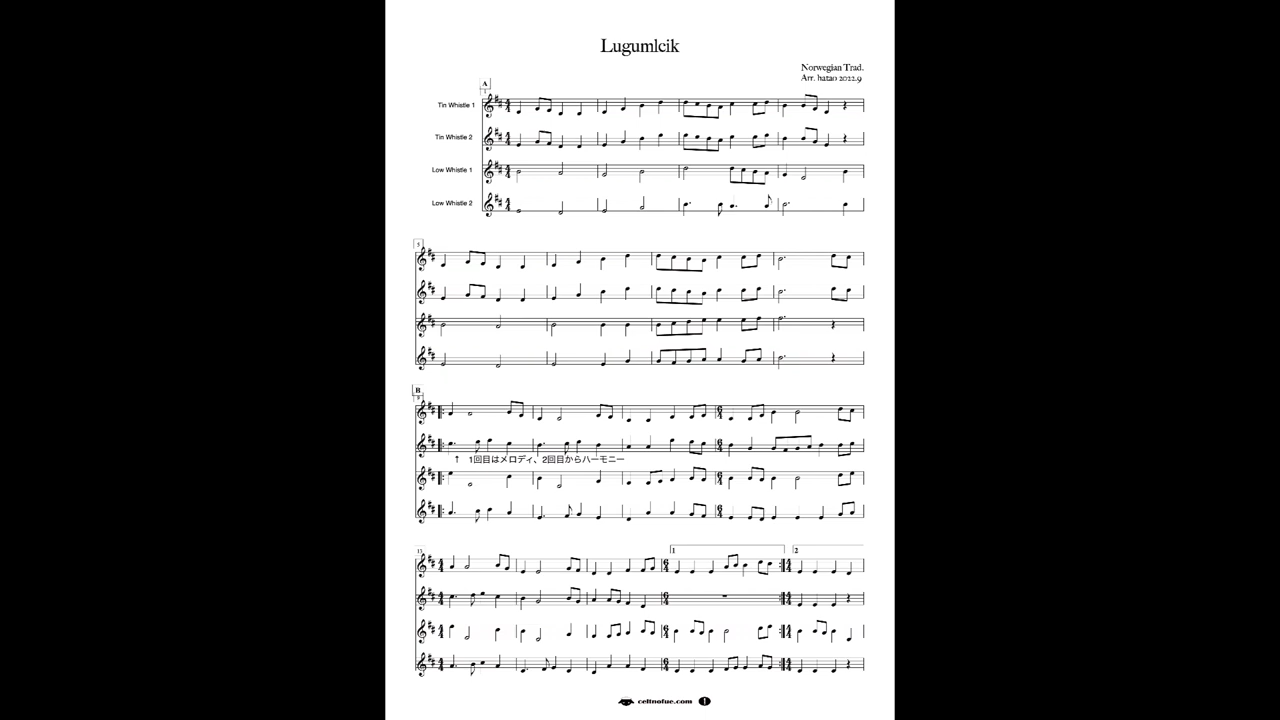 Lugumlcik
Norwegian Trad.
Arr. hatao 2022.9
A
1
Tin Whistle 1
Tin Whistle 2
Low Whistle 1
Low Whistle 2
5
B
9
↑ 1回目はメロディ、2回目からハーモニー
13
1
2
celtnofue.com